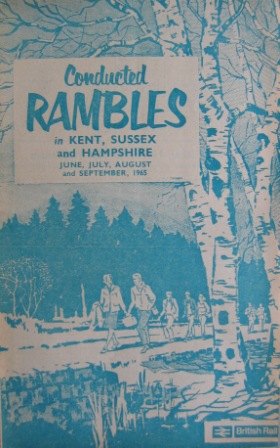 Conducted
RAMBLES
in KENT, SUSSEX
and HAMPSHIRE
JUNE, JULY, AUGUST
and SEPTEMBER, 1965
British Rail